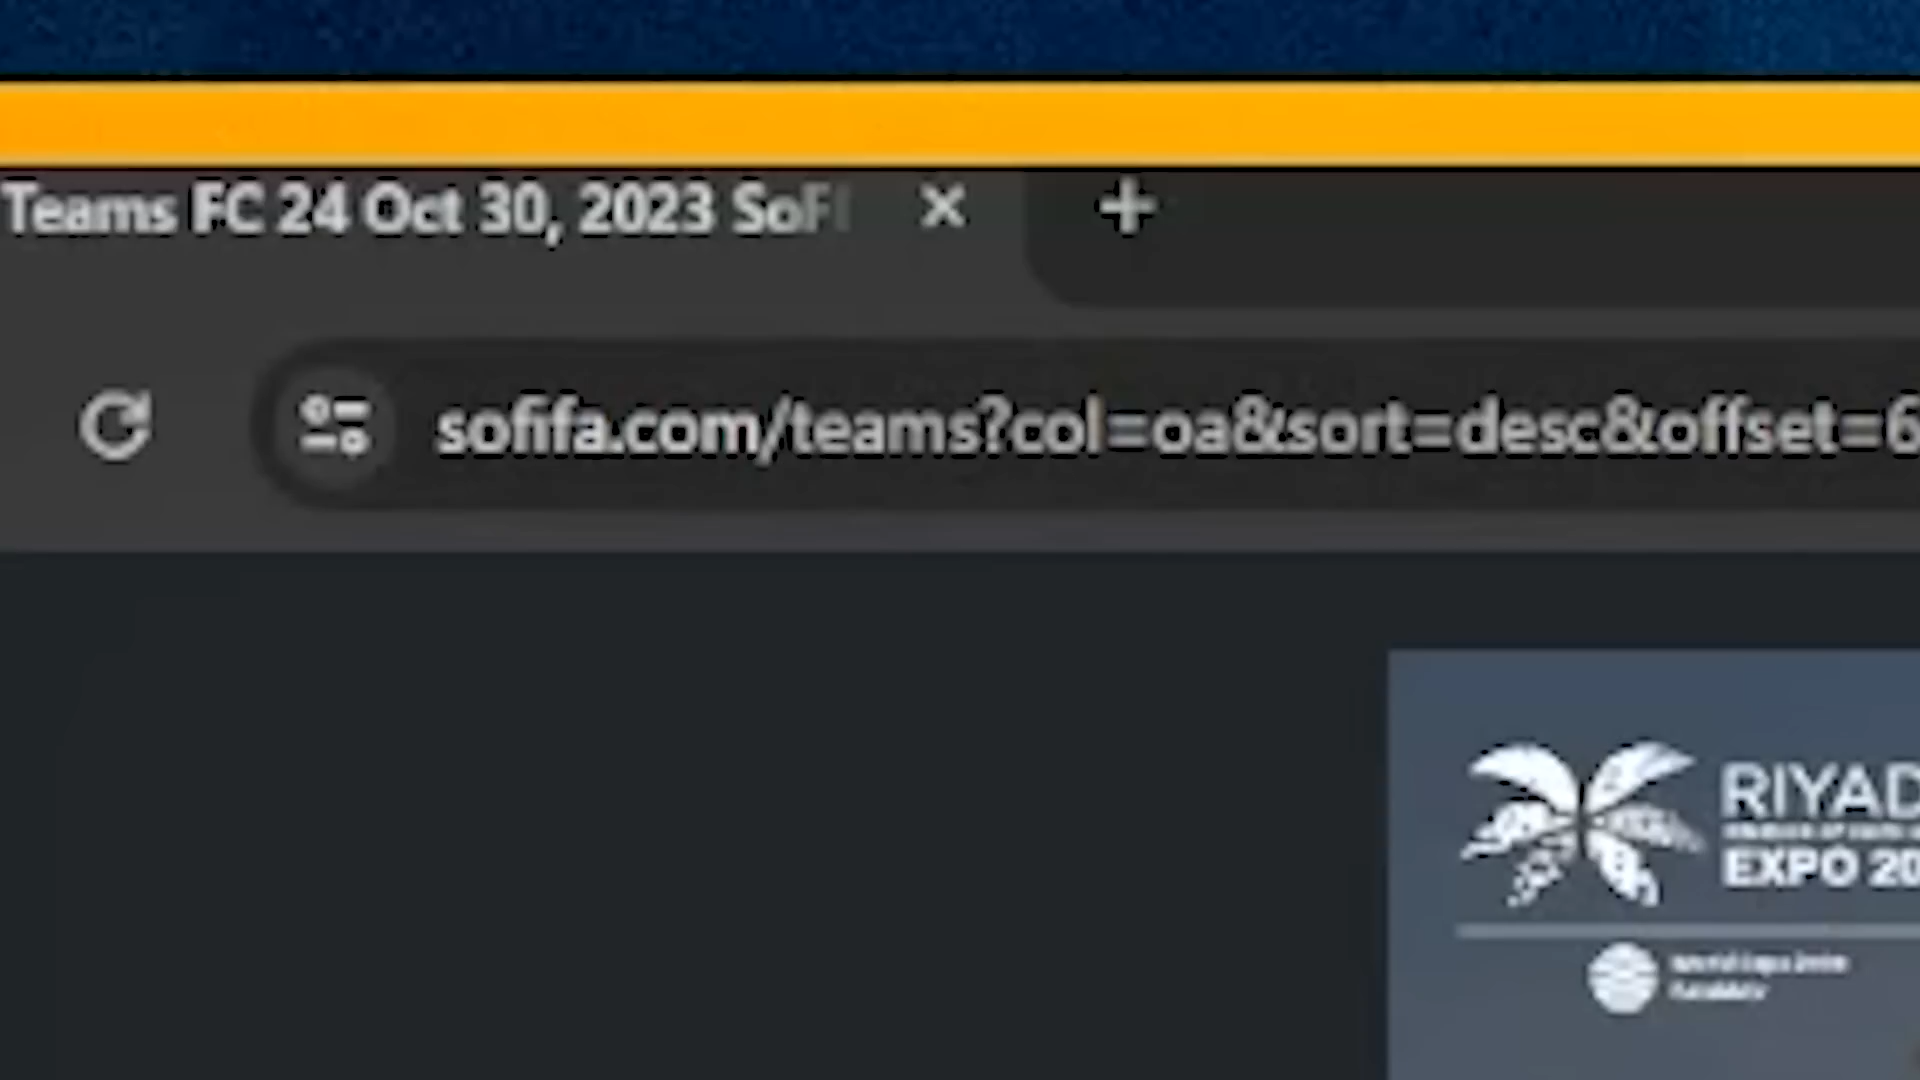 Teams FC 24 Oct 30, 2023 SoFI
sofifa.com/teams?col=oa&sort=desc&offset=6
RIYAD
EXPO 20